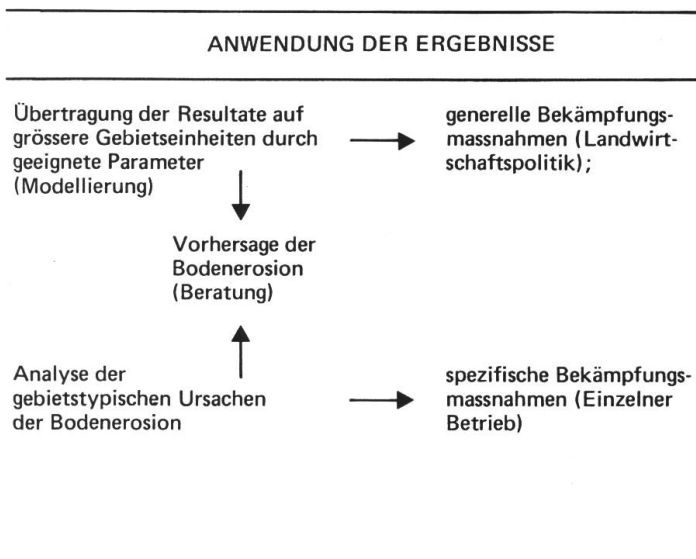 ANWENDUNG DER ERGEBNISSE
Übertragung der Resultate auf
grössere Gebietseinheiten durch
geeignete Parameter
(Modellierung)
generelle Bekämpfungs-
massnahmen (Landwirt-
schaftspolitik);
Vorhersage der
Bodenerosion
(Beratung)
Analyse der
gebietstypischen Ursachen
der Bodenerosion
spezifische Bekämpfungs-
massnahmen (Einzelner
Betrieb)